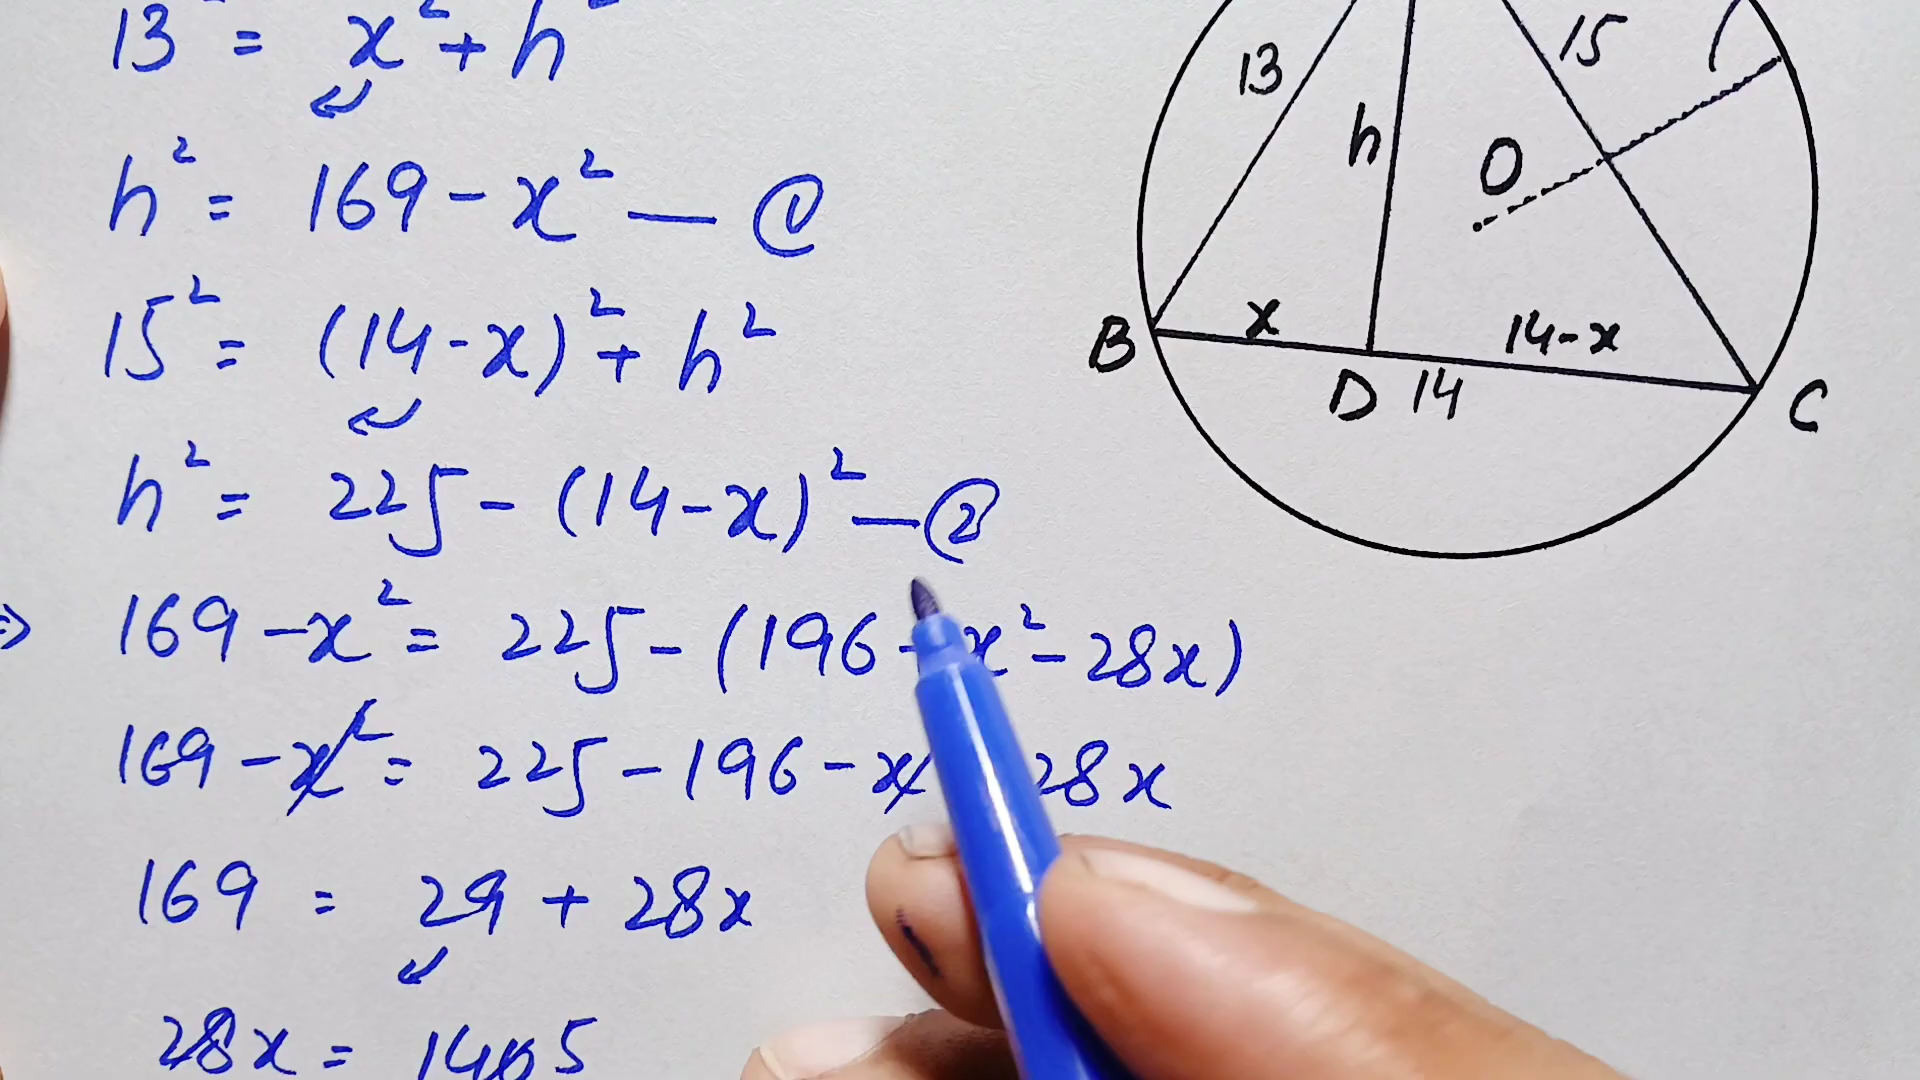 13² = x² + h²
h² = 169 - x² — ①
15² = (14 - x)² + h²
h² = 225 - (14 - x)² — ②
⇒ 169 - x² = 225 - (196 + x² - 28x)
169 - x² = 225 - 196 - x 28x
169 = 29 + 28x
28x = 140 5
13
15
h
O
B
x
14-x
D
14
C